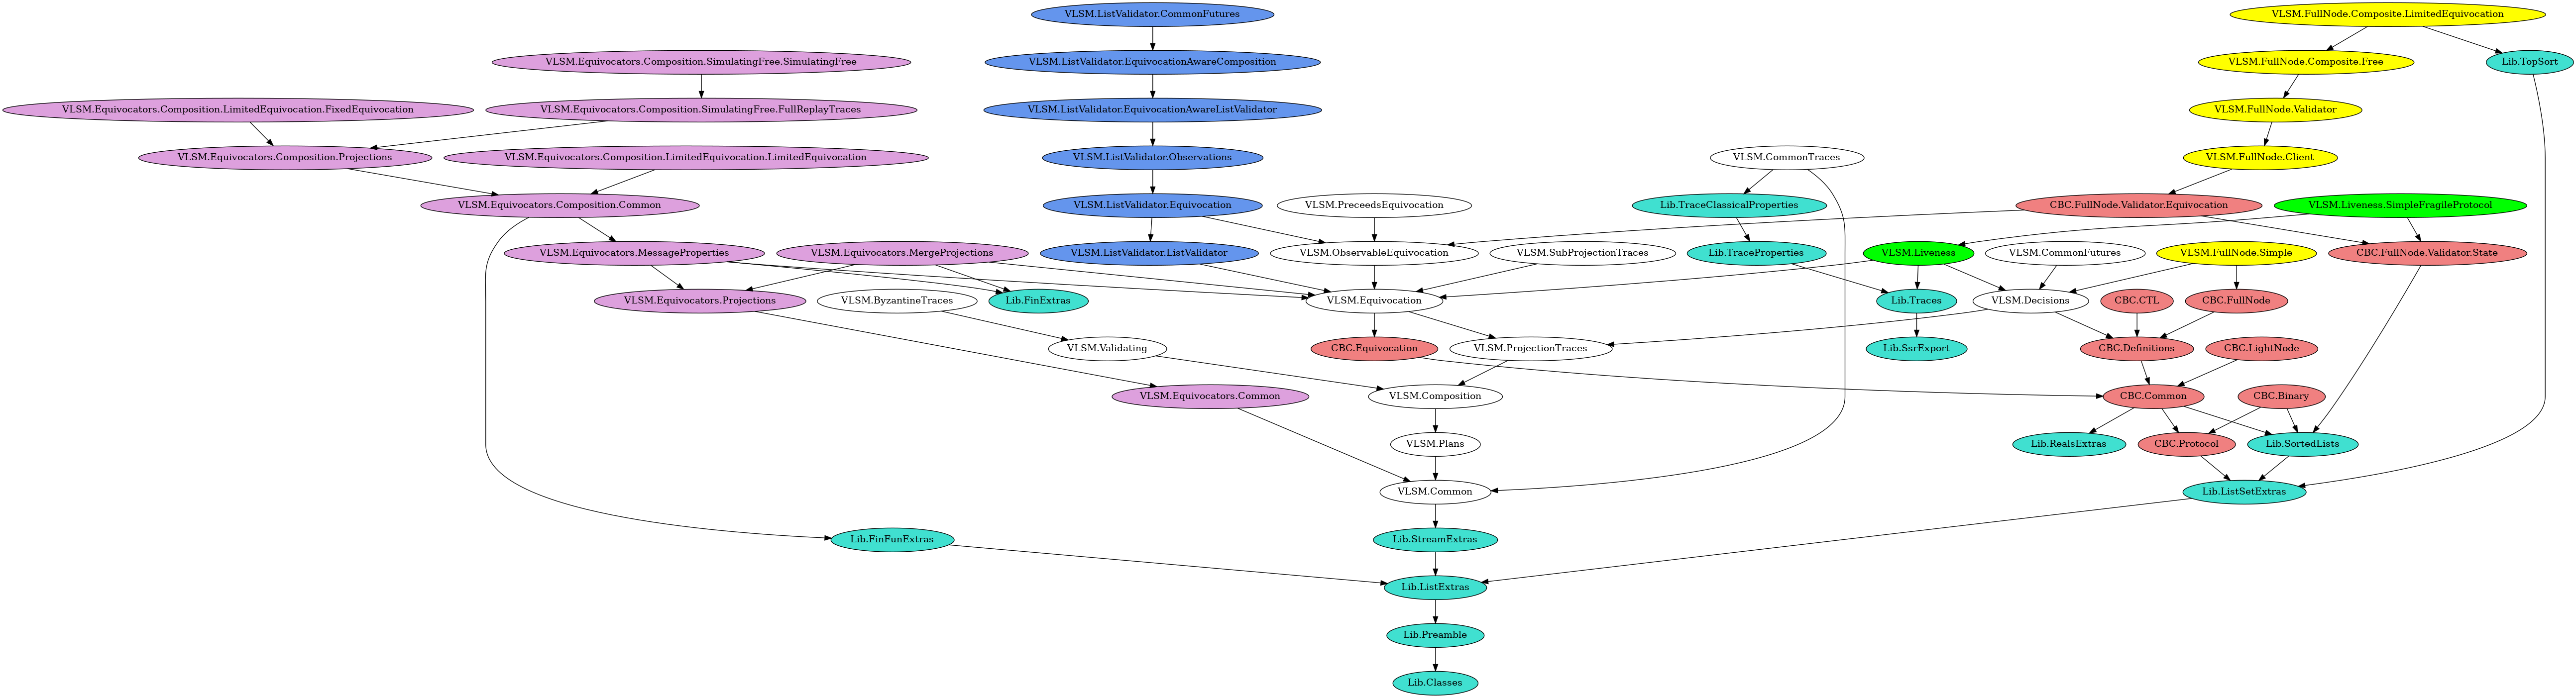 VLSM.ListValidator.CommonFutures
VLSM.FullNode.Composite.LimitedEquivocation
VLSM.Equivocators.Composition.SimulatingFree.SimulatingFree
VLSM.ListValidator.EquivocationAwareComposition
VLSM.FullNode.Composite.Free
Lib.TopSort
VLSM.Equivocators.Composition.LimitedEquivocation.FixedEquivocation
VLSM.Equivocators.Composition.SimulatingFree.FullReplayTraces
VLSM.ListValidator.EquivocationAwareListValidator
VLSM.FullNode.Validator
VLSM.Equivocators.Composition.Projections
VLSM.Equivocators.Composition.LimitedEquivocation.LimitedEquivocation
VLSM.ListValidator.Observations
VLSM.CommonTraces
VLSM.FullNode.Client
VLSM.Equivocators.Composition.Common
VLSM.ListValidator.Equivocation
VLSM.PreceedsEquivocation
Lib.TraceClassicalProperties
CBC.FullNode.Validator.Equivocation
VLSM.Liveness.SimpleFragileProtocol
VLSM.Equivocators.MessageProperties
VLSM.Equivocators.MergeProjections
VLSM.ListValidator.ListValidator
VLSM.ObservableEquivocation
VLSM.SubProjectionTraces
Lib.TraceProperties
VLSM.Liveness
VLSM.CommonFutures
VLSM.FullNode.Simple
CBC.FullNode.Validator.State
VLSM.Equivocators.Projections
VLSM.ByzantineTraces
Lib.FinExtras
VLSM.Equivocation
Lib.Traces
VLSM.Decisions
CBC.CTL
CBC.FullNode
VLSM.Validating
CBC.Equivocation
VLSM.ProjectionTraces
Lib.SsrExport
CBC.Definitions
CBC.LightNode
VLSM.Equivocators.Common
VLSM.Composition
CBC.Common
CBC.Binary
VLSM.Plans
Lib.RealsExtras
CBC.Protocol
Lib.SortedLists
VLSM.Common
Lib.ListSetExtras
Lib.FinFunExtras
Lib.StreamExtras
Lib.ListExtras
Lib.Preamble
Lib.Classes